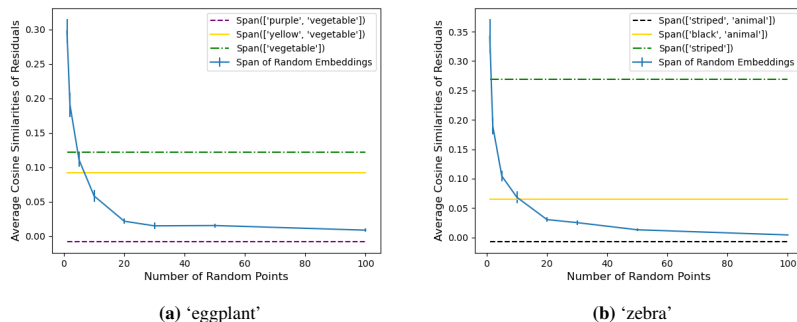 Average Cosine Similarities of Residuals
0.30
0.25
0.20
0.15
0.10
0.05
0.00
Span(['purple', 'vegetable'])
Span(['yellow', 'vegetable'])
Span(['vegetable'])
Span of Random Embeddings
0 20 40 60 80 100
Number of Random Points
(a) ‘eggplant’
Average Cosine Similarities of Residuals
0.35
0.30
0.25
0.20
0.15
0.10
0.05
0.00
Span(['striped', 'animal'])
Span(['black', 'animal'])
Span(['striped'])
Span of Random Embeddings
0 20 40 60 80 100
Number of Random Points
(b) ‘zebra’